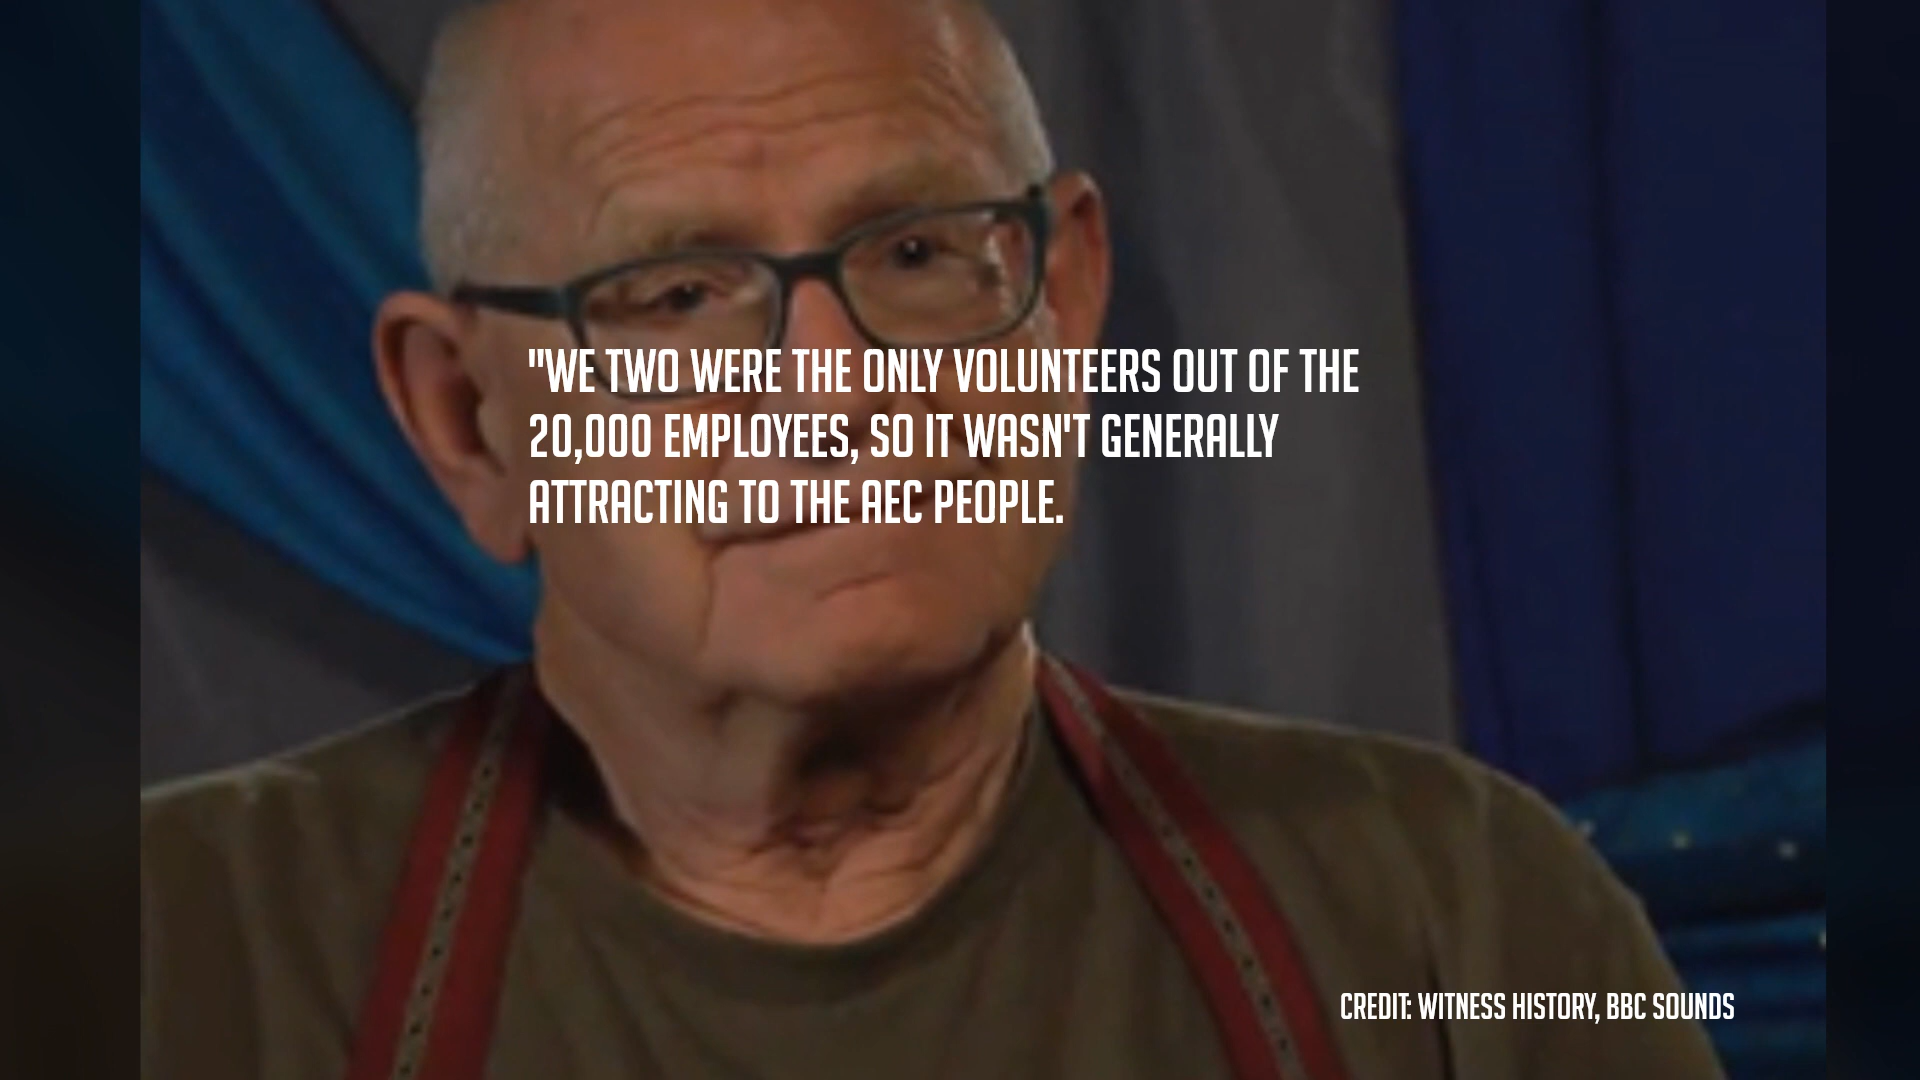 "WE TWO WERE THE ONLY VOLUNTEERS OUT OF THE
20,000 EMPLOYEES, SO IT WASN'T GENERALLY
ATTRACTING TO THE AEC PEOPLE.
CREDIT: WITNESS HISTORY, BBC SOUNDS